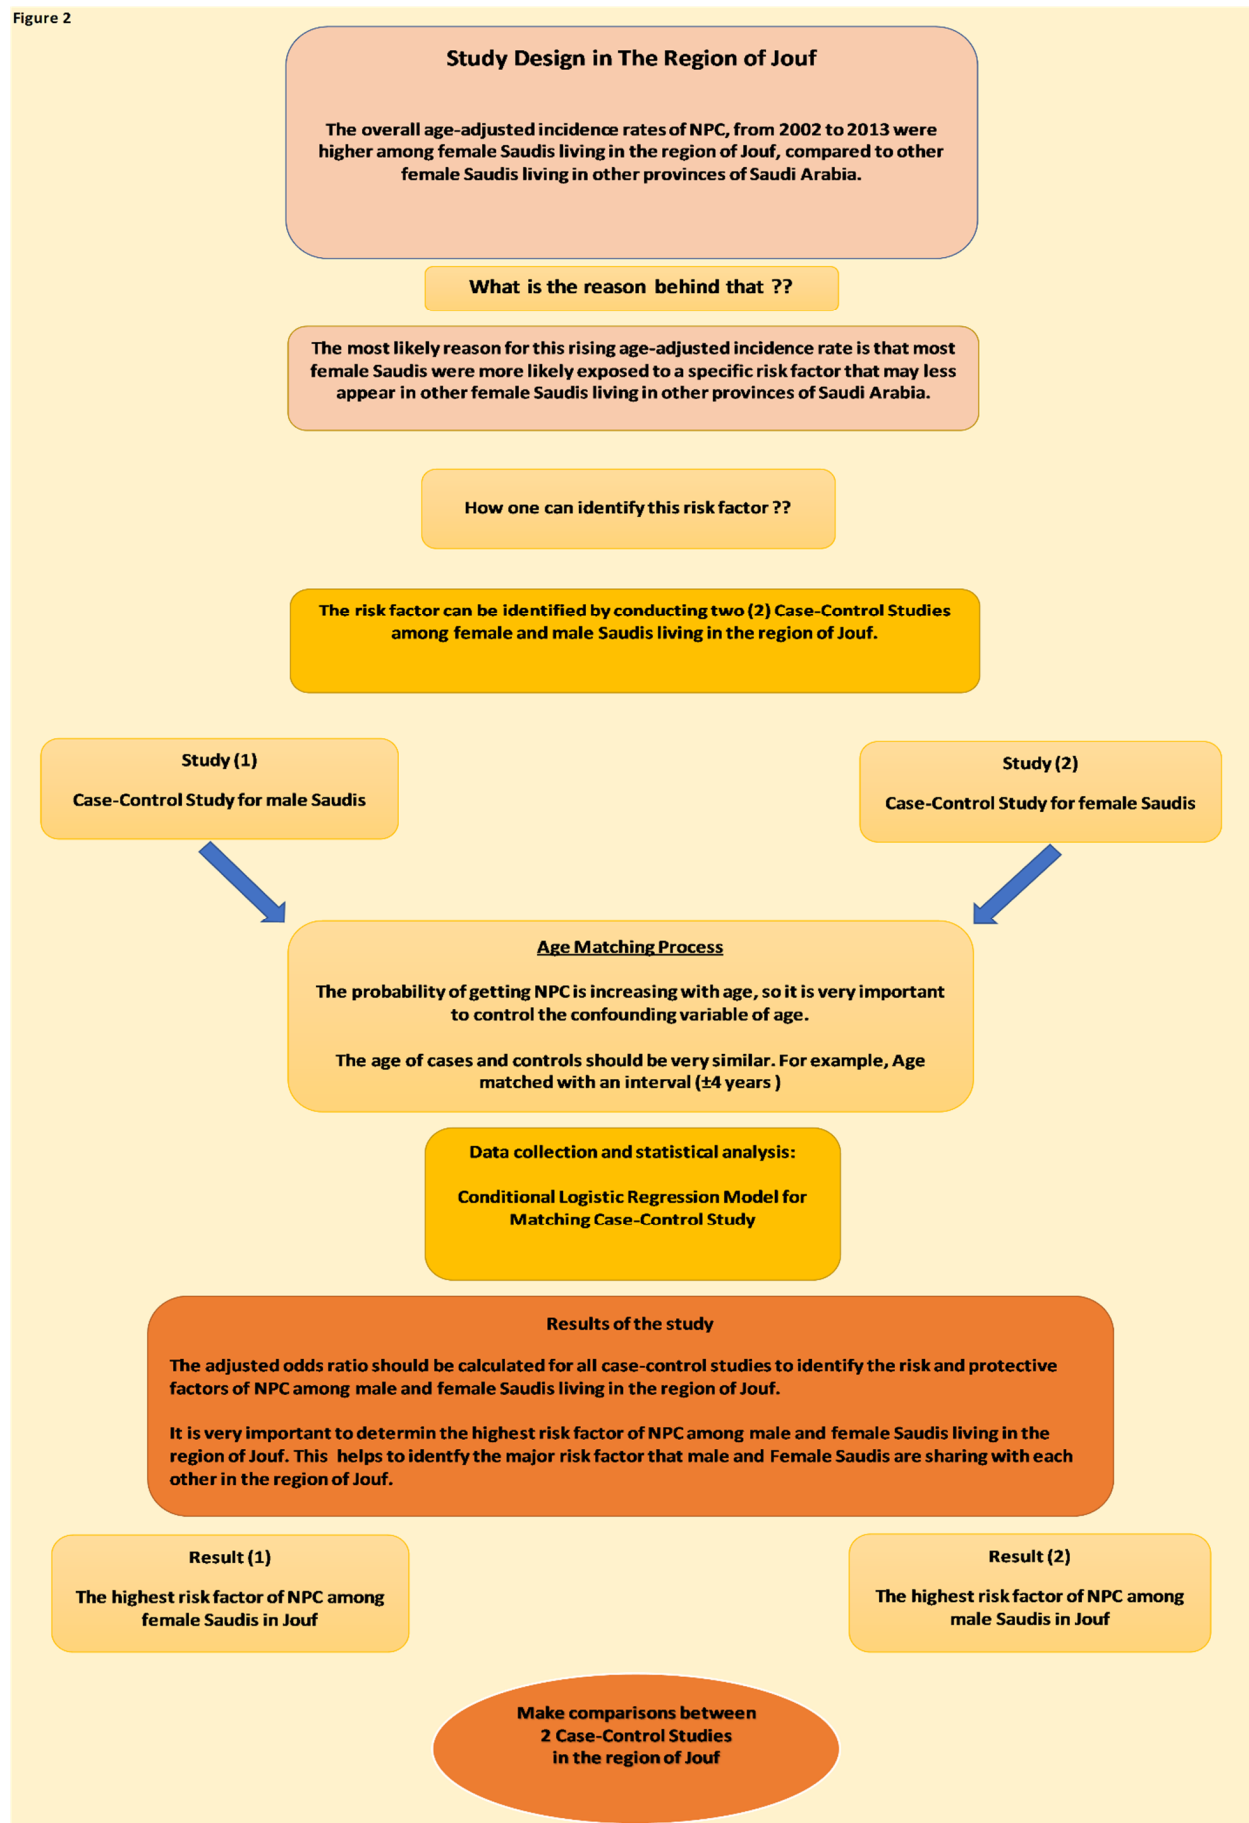 Figure 2
Study Design in The Region of Jouf
The overall age-adjusted incidence rates of NPC, from 2002 to 2013 were
higher among female Saudis living in the region of Jouf, compared to other
female Saudis living in other provinces of Saudi Arabia.
What is the reason behind that ??
The most likely reason for this rising age-adjusted incidence rate is that most
female Saudis were more likely exposed to a specific risk factor that may less
appear in other female Saudis living in other provinces of Saudi Arabia.
How one can identify this risk factor ??
The risk factor can be identified by conducting two (2) Case-Control Studies
among female and male Saudis living in the region of Jouf.
Study (1)
Case-Control Study for male Saudis
Study (2)
Case-Control Study for female Saudis
Age Matching Process
The probability of getting NPC is increasing with age, so it is very important
to control the confounding variable of age.
The age of cases and controls should be very similar. For example, Age
matched with an interval (±4 years )
Data collection and statistical analysis:
Conditional Logistic Regression Model for
Matching Case-Control Study
Results of the study
The adjusted odds ratio should be calculated for all case-control studies to identify the risk and protective
factors of NPC among male and female Saudis living in the region of Jouf.
It is very important to determin the highest risk factor of NPC among male and female Saudis living in the
region of Jouf. This helps to identfy the major risk factor that male and Female Saudis are sharing with each
other in the region of Jouf.
Result (1)
The highest risk factor of NPC among
female Saudis in Jouf
Result (2)
The highest risk factor of NPC among
male Saudis in Jouf
Make comparisons between
2 Case-Control Studies
in the region of Jouf